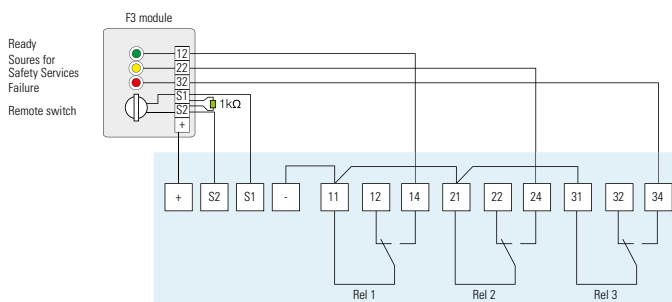 F3 module
Ready
Soures for
Safety Services
Failure
Remote switch
12
22
32
S1
S2
+
1kΩ
+ S2 S1 - 11 12 14 21 22 24 31 32 34
Rel 1 Rel 2 Rel 3